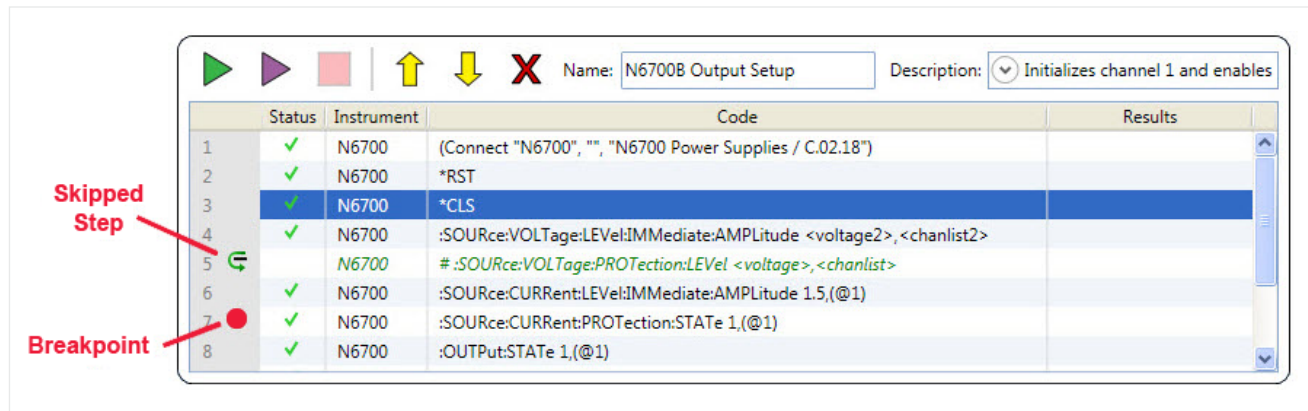 Name: N6700B Output Setup Description: Initializes channel 1 and enables
Status Instrument Code Results
1 N6700 (Connect "N6700", "", "N6700 Power Supplies / C.02.18")
2 N6700 *RST
3 N6700 *CLS
Skipped
Step
4 N6700 :SOURce:VOLTage:LEVel:IMMediate:AMPLitude <voltage2>,<chanlist2>
5 N6700 # :SOURce:VOLTage:PROTection:LEVel <voltage>,<chanlist>
6 N6700 :SOURce:CURRent:LEVel:IMMediate:AMPLitude 1.5,(@1)
7 N6700 :SOURce:CURRent:PROTection:STATe 1,(@1)
Breakpoint
8 N6700 :OUTPut:STATe 1,(@1)